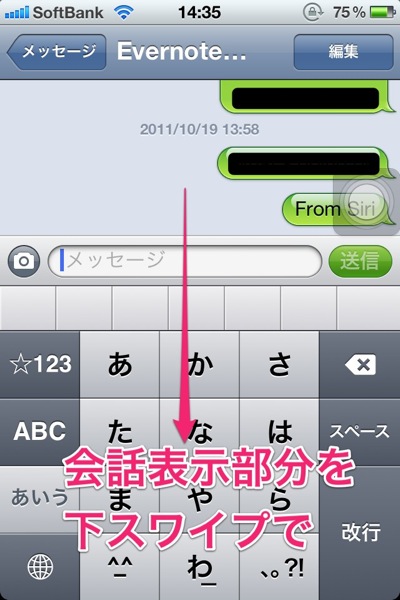 SoftBank 14:35 75%
メッセージ Evernote... 編集
2011/10/19 13:58
From Siri
メッセージ 送信
☆123 あ か さ
ABC た な は スペース
あいう ま や ら
^_^ わ_ 、。?! 改行
会話表示部分を
下スワイプで